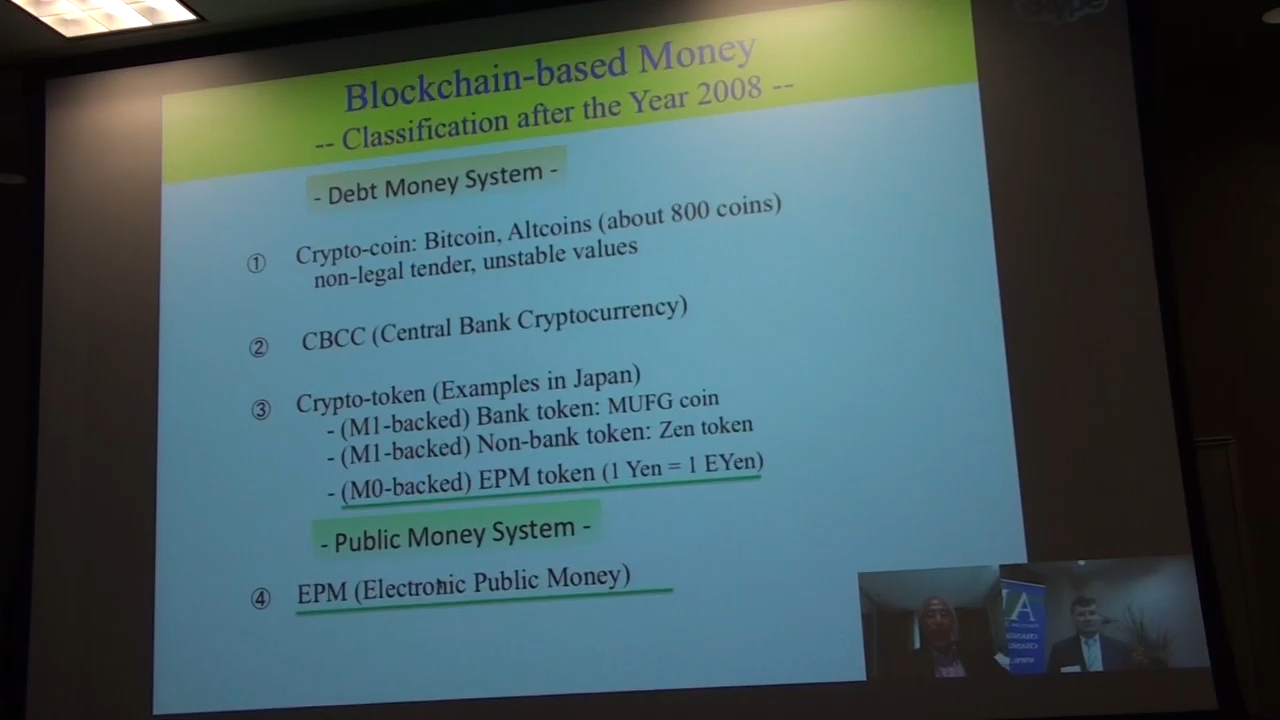 skype
Blockchain-based Money
-- Classification after the Year 2008 --
- Debt Money System -
① Crypto-coin: Bitcoin, Altcoins (about 800 coins)
non-legal tender, unstable values
② CBCC (Central Bank Cryptocurrency)
③ Crypto-token (Examples in Japan)
- (M1-backed) Bank token: MUFG coin
- (M1-backed) Non-bank token: Zen token
- (M0-backed) EPM token (1 Yen = 1 EYen)
- Public Money System -
④ EPM (Electronic Public Money)
IA